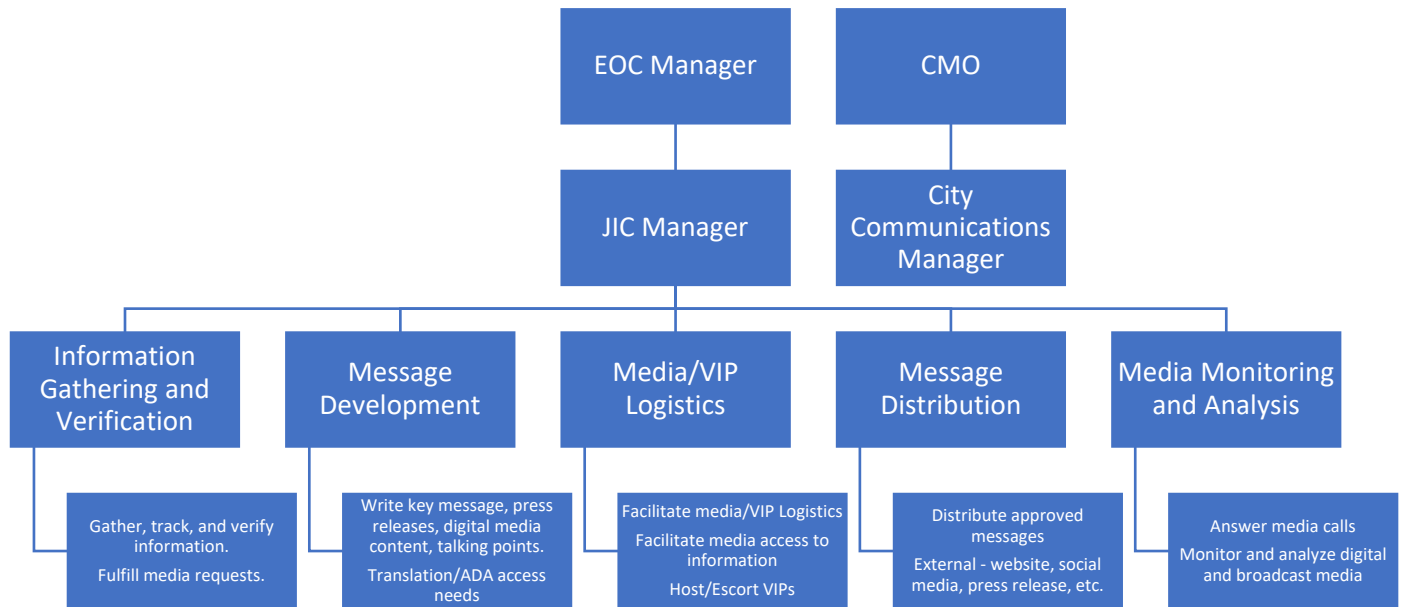 EOC Manager
CMO
JIC Manager
City
Communications
Manager
Information
Gathering and
Verification
Message
Development
Media/VIP
Logistics
Message
Distribution
Media Monitoring
and Analysis
Gather, track, and verify
information.
Fulfill media requests.
Write key message, press
releases, digital media
content, talking points.
Translation/ADA access
needs
Facilitate media/VIP Logistics
Facilitate media access to
information
Host/Escort VIPs
Distribute approved
messages
External - website, social
media, press release, etc.
Answer media calls
Monitor and analyze digital
and broadcast media